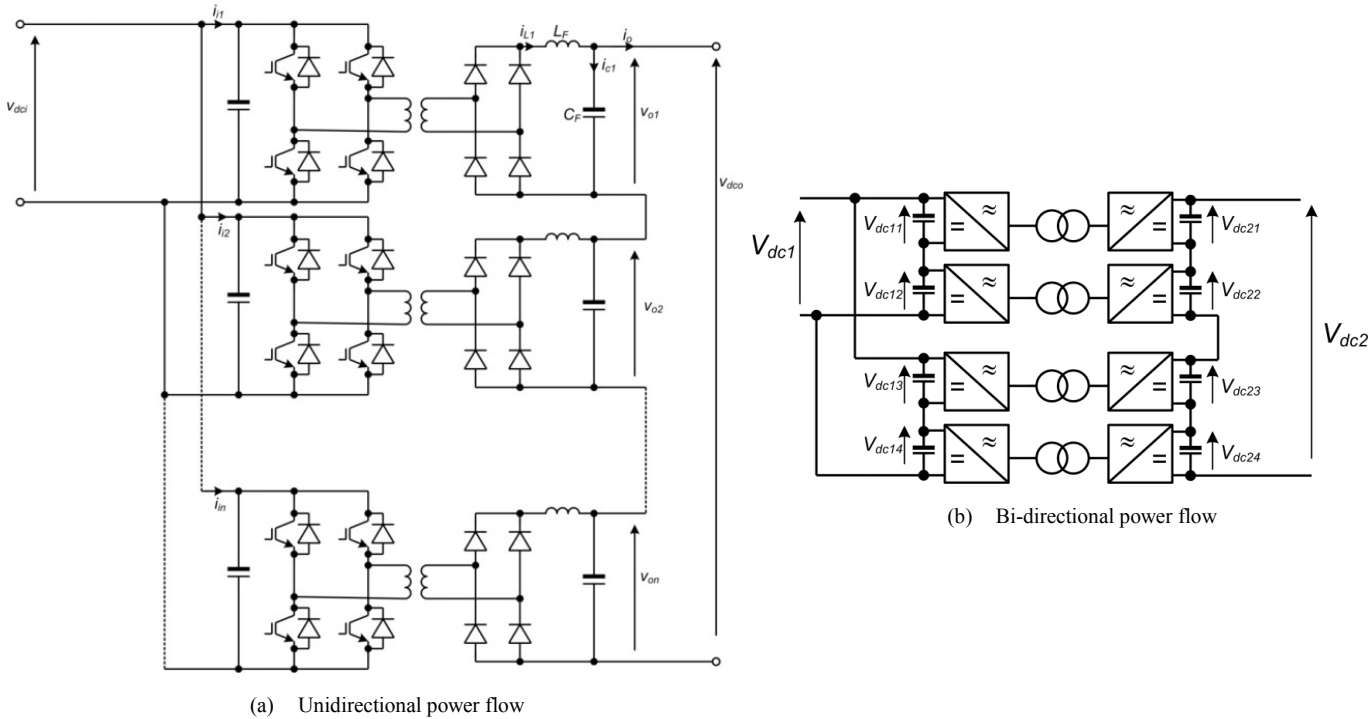 i_i1
i_L1
L_F
i_o
i_c1
v_dci
C_F
v_o1
v_dco
i_i2
v_o2
i_in
v_on
(a) Unidirectional power flow
V_dc1
V_dc11
≈
=
≈
=
V_dc21
V_dc12
≈
=
≈
=
V_dc22
V_dc2
V_dc13
≈
=
≈
=
V_dc23
V_dc14
≈
=
≈
=
V_dc24
(b) Bi-directional power flow